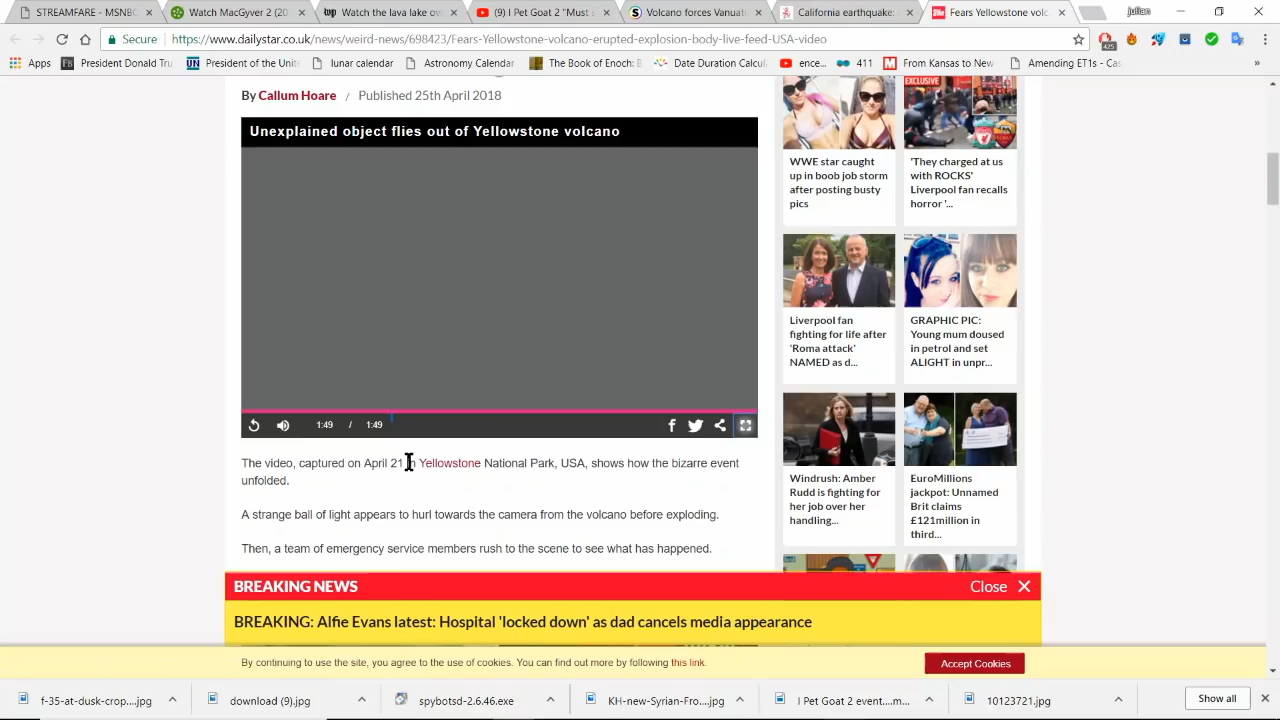 STREAMFARE - MSNBC
Watch MacGyver 2 (20
Watch the lava lake ov
(9) I Pet Goat 2 "Must s
Volcano forces Vanuati
California earthquake:
Fears Yellowstone volc
julien
Secure
https://www.dailystar.co.uk/news/weird-news/698423/Fears-Yellowstone-volcano-erupted-explosion-body-live-feed-USA-video
425
Apps
President Donald Tru
President of the Unite
lunar calendar
Astronomy Calendar
The Book of Enoch
Date Duration Calcul
ence...
411
From Kansas to New
Amending ET1s - Cas
»
By Callum Hoare / Published 25th April 2018
Unexplained object flies out of Yellowstone volcano
1:49 / 1:49
The video, captured on April 21 in Yellowstone National Park, USA, shows how the bizarre event
unfolded.
A strange ball of light appears to hurl towards the camera from the volcano before exploding.
Then, a team of emergency service members rush to the scene to see what has happened.
WWE star caught
up in boob job storm
after posting busty
pics
EXCLUSIVE
'They charged at us
with ROCKS'
Liverpool fan recalls
horror '...
Liverpool fan
fighting for life after
'Roma attack'
NAMED as d...
GRAPHIC PIC:
Young mum doused
in petrol and set
ALIGHT in unpr...
Windrush: Amber
Rudd is fighting for
her job over her
handling...
EuroMillions
jackpot: Unnamed
Brit claims
£121million in
third...
BREAKING NEWS
Close
BREAKING: Alfie Evans latest: Hospital 'locked down' as dad cancels media appearance
By continuing to use the site, you agree to the use of cookies. You can find out more by following this link.
Accept Cookies
f-35-at-dusk-crop....jpg
download (9).jpg
spybotsd-2.6.46.exe
KH-new-Syrian-Fro....jpg
I Pet Goat 2 event....m...
10123721.jpg
Show all